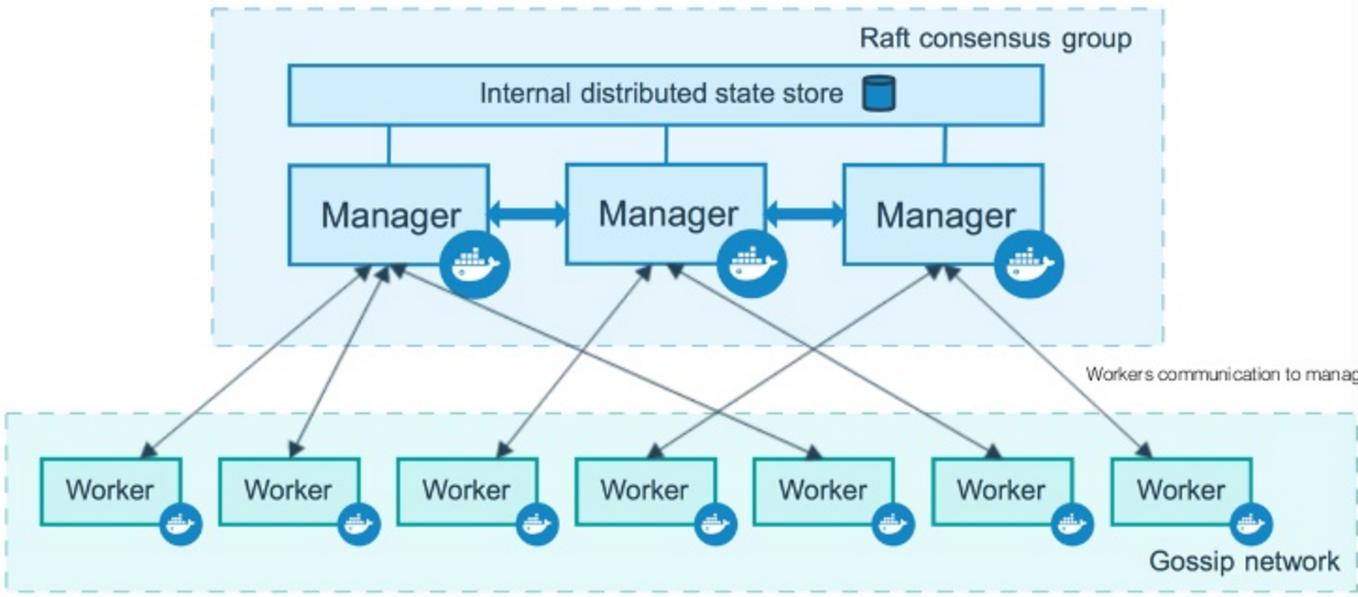 Raft consensus group
Internal distributed state store
Manager Manager Manager
Workers communication to manag
Worker Worker Worker Worker Worker Worker Worker
Gossip network